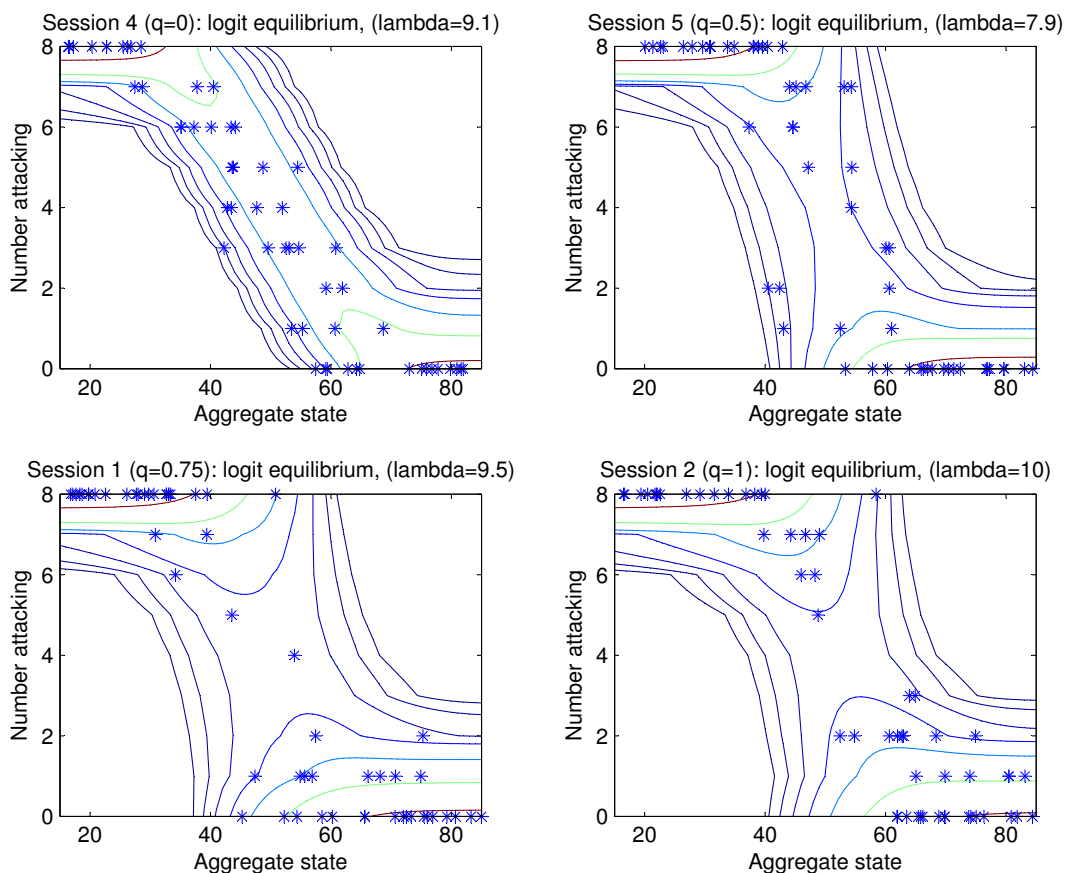 Session 4 (q=0): logit equilibrium, (lambda=9.1)
8
6
4
2
0
Number attacking
20 40 60 80
Aggregate state
Session 5 (q=0.5): logit equilibrium, (lambda=7.9)
8
6
4
2
0
Number attacking
20 40 60 80
Aggregate state
Session 1 (q=0.75): logit equilibrium, (lambda=9.5)
8
6
4
2
0
Number attacking
20 40 60 80
Aggregate state
Session 2 (q=1): logit equilibrium, (lambda=10)
8
6
4
2
0
Number attacking
20 40 60 80
Aggregate state